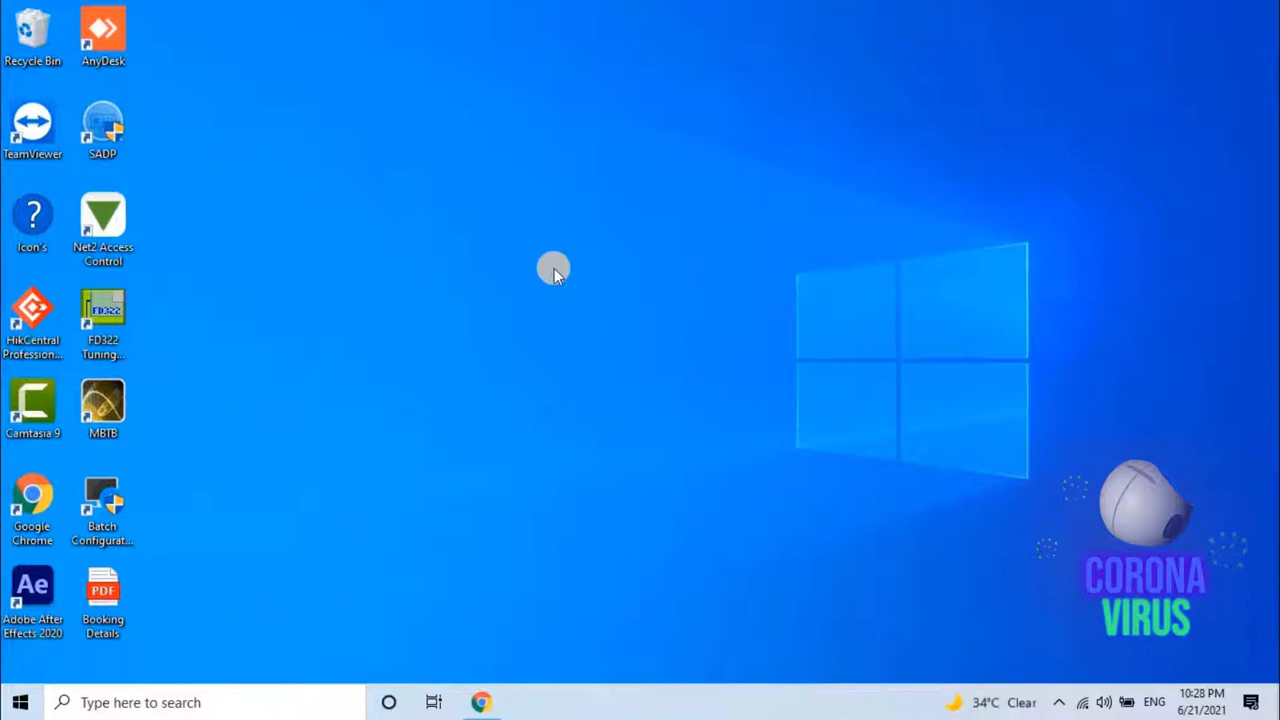 Recycle Bin
AnyDesk
TeamViewer
SADP
?
Icon's
Net2 Access
Control
HikCentral
Profession...
FD322
FD322
Tuning...
Camtasia 9
MBTB
Google
Chrome
Batch
Configurat...
Ae
Adobe After
Effects 2020
PDF
Booking
Details
CORONA
VIRUS
Type here to search
34°C Clear
ENG
10:28 PM
6/21/2021